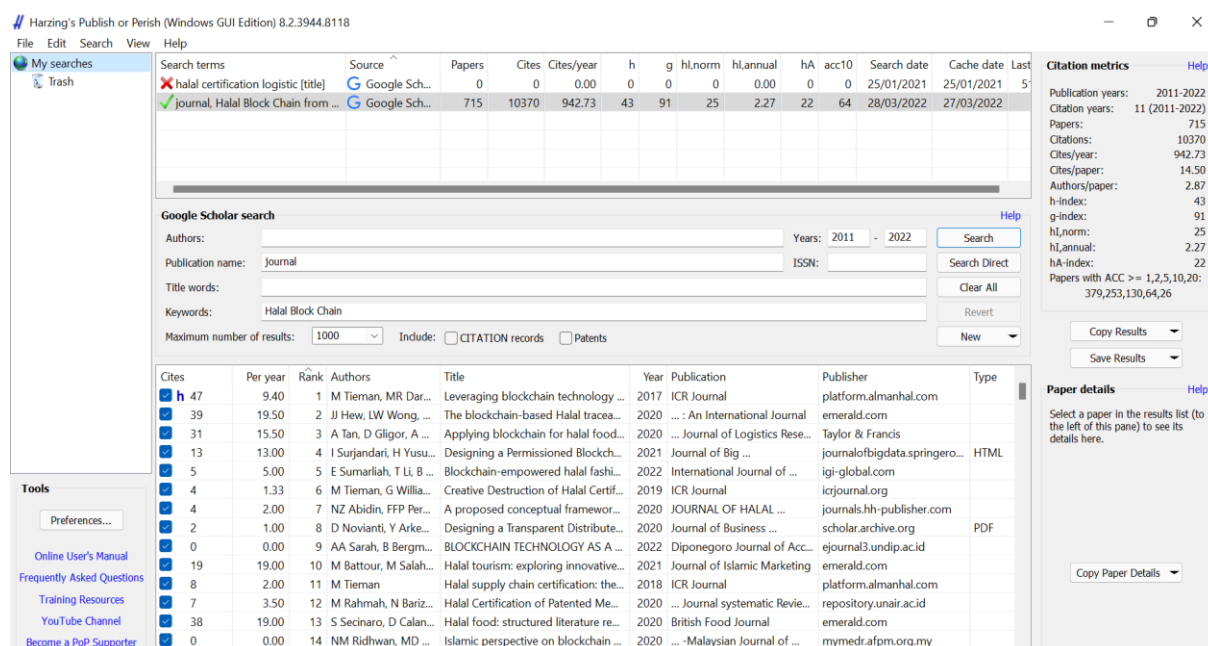 Harzing's Publish or Perish (Windows GUI Edition) 8.2.3944.8118
File Edit Search View Help
My searches
Trash
Search terms Source Papers Cites Cites/year h g hI,norm hI,annual hA acc10 Search date Cache date Last
halal certification logistic [title] Google Sch... 0 0 0.00 0 0 0 0.00 0 0 25/01/2021 25/01/2021 5
journal, Halal Block Chain from ... Google Sch... 715 10370 942.73 43 91 25 2.27 22 64 28/03/2022 27/03/2022
Google Scholar search Help
Authors: Years: 2011 - 2022 Search
Publication name: journal ISSN: Search Direct
Title words: Clear All
Keywords: Halal Block Chain Revert
Maximum number of results: 1000 Include: CITATION records Patents New
Cites Per year Rank Authors Title Year Publication Publisher Type
h 47 9.40 1 M Tieman, MR Dar... Leveraging blockchain technology ... 2017 ICR Journal platform.almanhal.com
39 19.50 2 JJ Hew, LW Wong, ... The blockchain-based Halal tracea... 2020 ... : An International Journal emerald.com
31 15.50 3 A Tan, D Gligor, A ... Applying blockchain for halal food... 2020 ... Journal of Logistics Rese... Taylor & Francis
13 13.00 4 I Surjandari, H Yusu... Designing a Permissioned Blockch... 2021 Journal of Big ... journalofbigdata.springero... HTML
5 5.00 5 E Sumarliah, T Li, B ... Blockchain-empowered halal fashi... 2022 International Journal of ... igi-global.com
4 1.33 6 M Tieman, G Willia... Creative Destruction of Halal Certif... 2019 ICR Journal icrjournal.org
4 2.00 7 NZ Abidin, FFP Per... A proposed conceptual framewor... 2020 JOURNAL OF HALAL ... journals.hh-publisher.com
2 1.00 8 D Novianti, Y Arke... Designing a Transparent Distribute... 2020 Journal of Business ... scholar.archive.org PDF
0 0.00 9 AA Sarah, B Bergm... BLOCKCHAIN TECHNOLOGY AS A ... 2022 Diponegoro Journal of Acc... ejournal3.undip.ac.id
19 19.00 10 M Battour, M Salah... Halal tourism: exploring innovative... 2021 Journal of Islamic Marketing emerald.com
8 2.00 11 M Tieman Halal supply chain certification: the... 2018 ICR Journal platform.almanhal.com
7 3.50 12 M Rahmah, N Bariz... Halal Certification of Patented Me... 2020 ... Journal systematic Revie... repository.unair.ac.id
38 19.00 13 S Secinaro, D Calan... Halal food: structured literature re... 2020 British Food Journal emerald.com
0 0.00 14 NM Ridhwan, MD ... Islamic perspective on blockchain ... 2020 ... -Malaysian Journal of ... mymedr.afpm.org.my
Tools
Preferences...
Online User's Manual
Frequently Asked Questions
Training Resources
YouTube Channel
Become a PoP Supporter
Citation metrics Help
Publication years: 2011-2022
Citation years: 11 (2011-2022)
Papers: 715
Citations: 10370
Cites/year: 942.73
Cites/paper: 14.50
Authors/paper: 2.87
h-index: 43
g-index: 91
hI,norm: 25
hI,annual: 2.27
hA-index: 22
Papers with ACC >= 1,2,5,10,20:
379,253,130,64,26
Copy Results
Save Results
Paper details Help
Select a paper in the results list (to
the left of this pane) to see its
details here.
Copy Paper Details